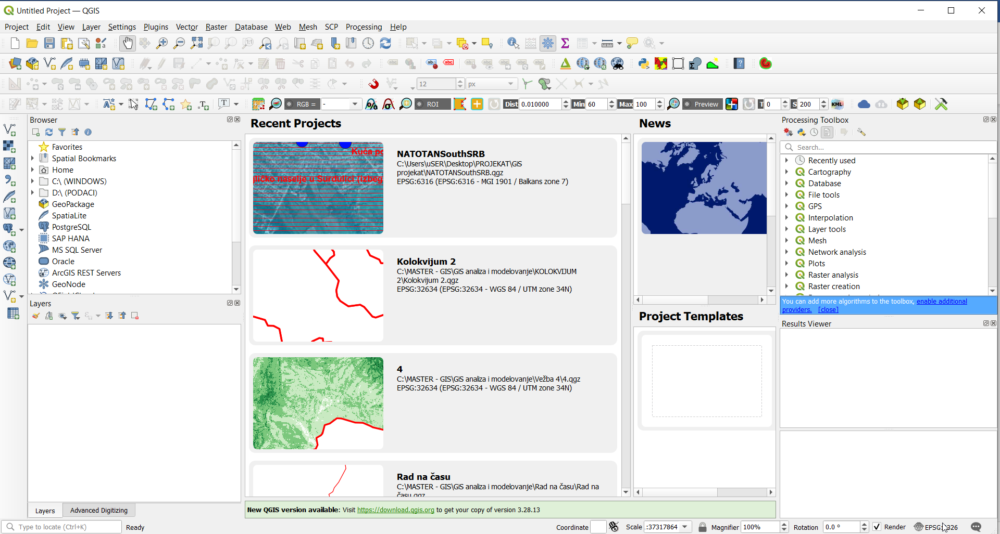 Untitled Project — QGIS
Project Edit View Layer Settings Plugins Vector Raster Database Web Mesh SCP Processing Help
12 px
RGB = - ROI Dist 0.010000 Min 60 Max 100 Preview T 0 S 200 KML
Browser
Favorites
Spatial Bookmarks
Home
C:\ (WINDOWS)
D:\ (PODACI)
GeoPackage
SpatiaLite
PostgreSQL
SAP HANA
MS SQL Server
Oracle
ArcGIS REST Servers
GeoNode
Layers
Layers Advanced Digitizing
Recent Projects
Kuća po
gličko naselje u Surdulici (izbeg
NATOTANSouthSRB
C:\Users\uSER\Desktop\PROJEKAT\GiS
projekat\NATOTANSouthSRB.qgz
EPSG:6316 (EPSG:6316 - MGI 1901 / Balkans zone 7)
Kolokvijum 2
C:\MASTER - GIS\GiS analiza i modelovanje\KOLOKVIJUM
2\Kolokvijum 2.qgz
EPSG:32634 (EPSG:32634 - WGS 84 / UTM zone 34N)
4
C:\MASTER - GIS\GiS analiza i modelovanje\Vežba 4\4.qgz
EPSG:32634 (EPSG:32634 - WGS 84 / UTM zone 34N)
Rad na času
C:\MASTER - GIS\GiS analiza i modelovanje\Rad na času\Rad na
času.qgz
New QGIS version available: Visit https://download.qgis.org to get your copy of version 3.28.13
News
Project Templates
Processing Toolbox
Search...
Recently used
Cartography
Database
File tools
GPS
Interpolation
Layer tools
Mesh
Network analysis
Plots
Raster analysis
Raster creation
You can add more algorithms to the toolbox, enable additional
providers. [close]
Results Viewer
Type to locate (Ctrl+K) Ready Coordinate Scale :37317864 Magnifier 100% Rotation 0.0 ° Render EPSG: 326